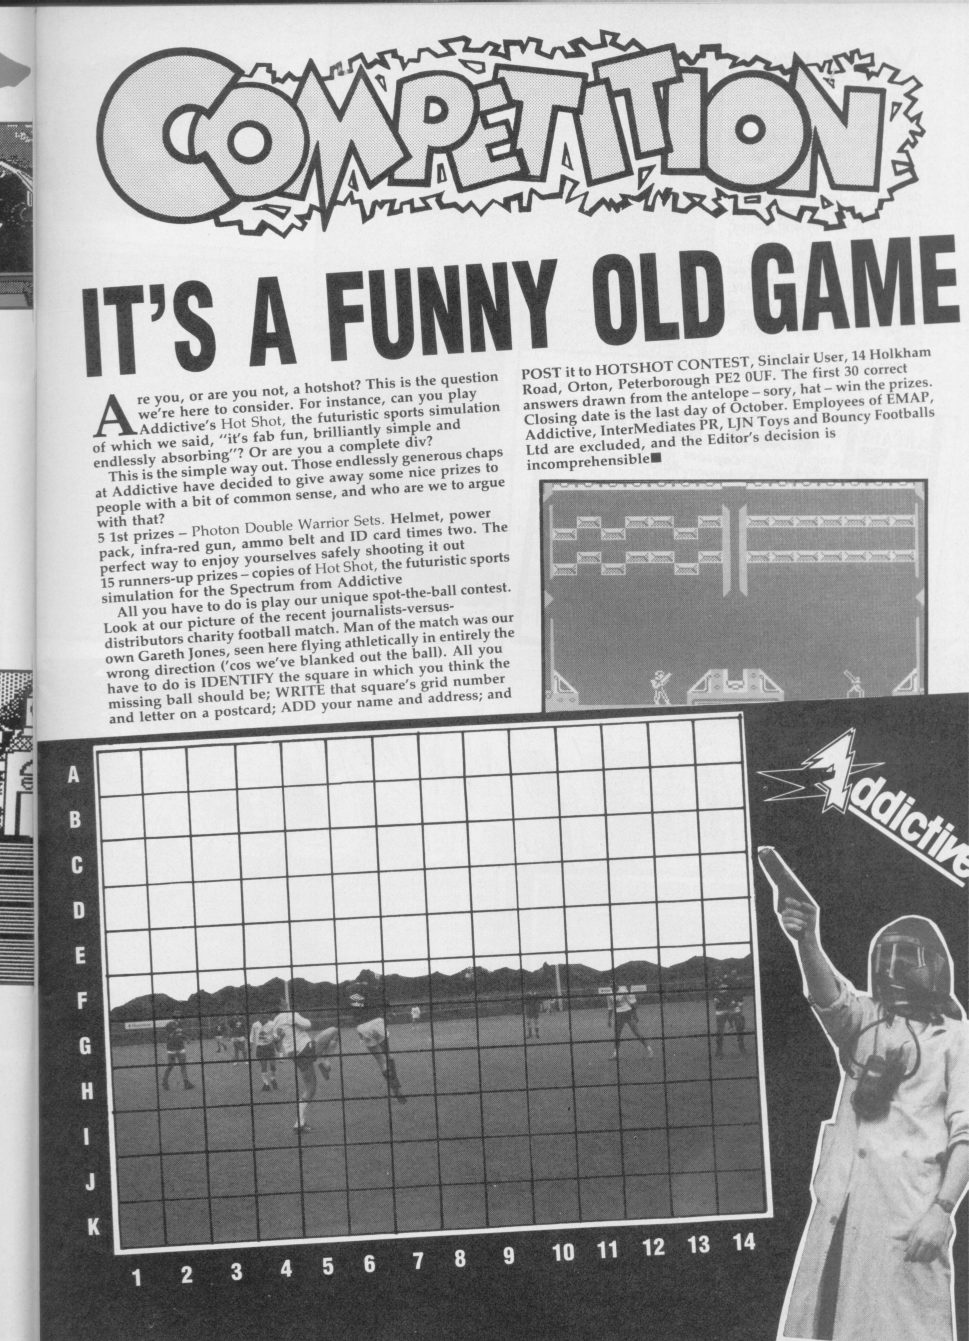 COMPETITION
IT'S A FUNNY OLD GAME
Are you, or are you not, a hotshot? This is the question
we're here to consider. For instance, can you play
Addictive's Hot Shot, the futuristic sports simulation
of which we said, "it's fab fun, brilliantly simple and
endlessly absorbing"? Or are you a complete div?
This is the simple way out. Those endlessly generous chaps
at Addictive have decided to give away some nice prizes to
people with a bit of common sense, and who are we to argue
with that?
5 1st prizes – Photon Double Warrior Sets. Helmet, power
pack, infra-red gun, ammo belt and ID card times two. The
perfect way to enjoy yourselves safely shooting it out
15 runners-up prizes – copies of Hot Shot, the futuristic sports
simulation for the Spectrum from Addictive
All you have to do is play our unique spot-the-ball contest.
Look at our picture of the recent journalists-versus-
distributors charity football match. Man of the match was our
own Gareth Jones, seen here flying athletically in entirely the
wrong direction ('cos we've blanked out the ball). All you
have to do is IDENTIFY the square in which you think the
missing ball should be; WRITE that square's grid number
and letter on a postcard; ADD your name and address; and
POST it to HOTSHOT CONTEST, Sinclair User, 14 Holkham
Road, Orton, Peterborough PE2 0UF. The first 30 correct
answers drawn from the antelope – sory, hat – win the prizes.
Closing date is the last day of October. Employees of EMAP,
Addictive, InterMediates PR, LJN Toys and Bouncy Footballs
Ltd are excluded, and the Editor's decision is
incomprehensible■
Addictive
A
B
C
D
E
F
G
H
I
J
K
1 2 3 4 5 6 7 8 9 10 11 12 13 14